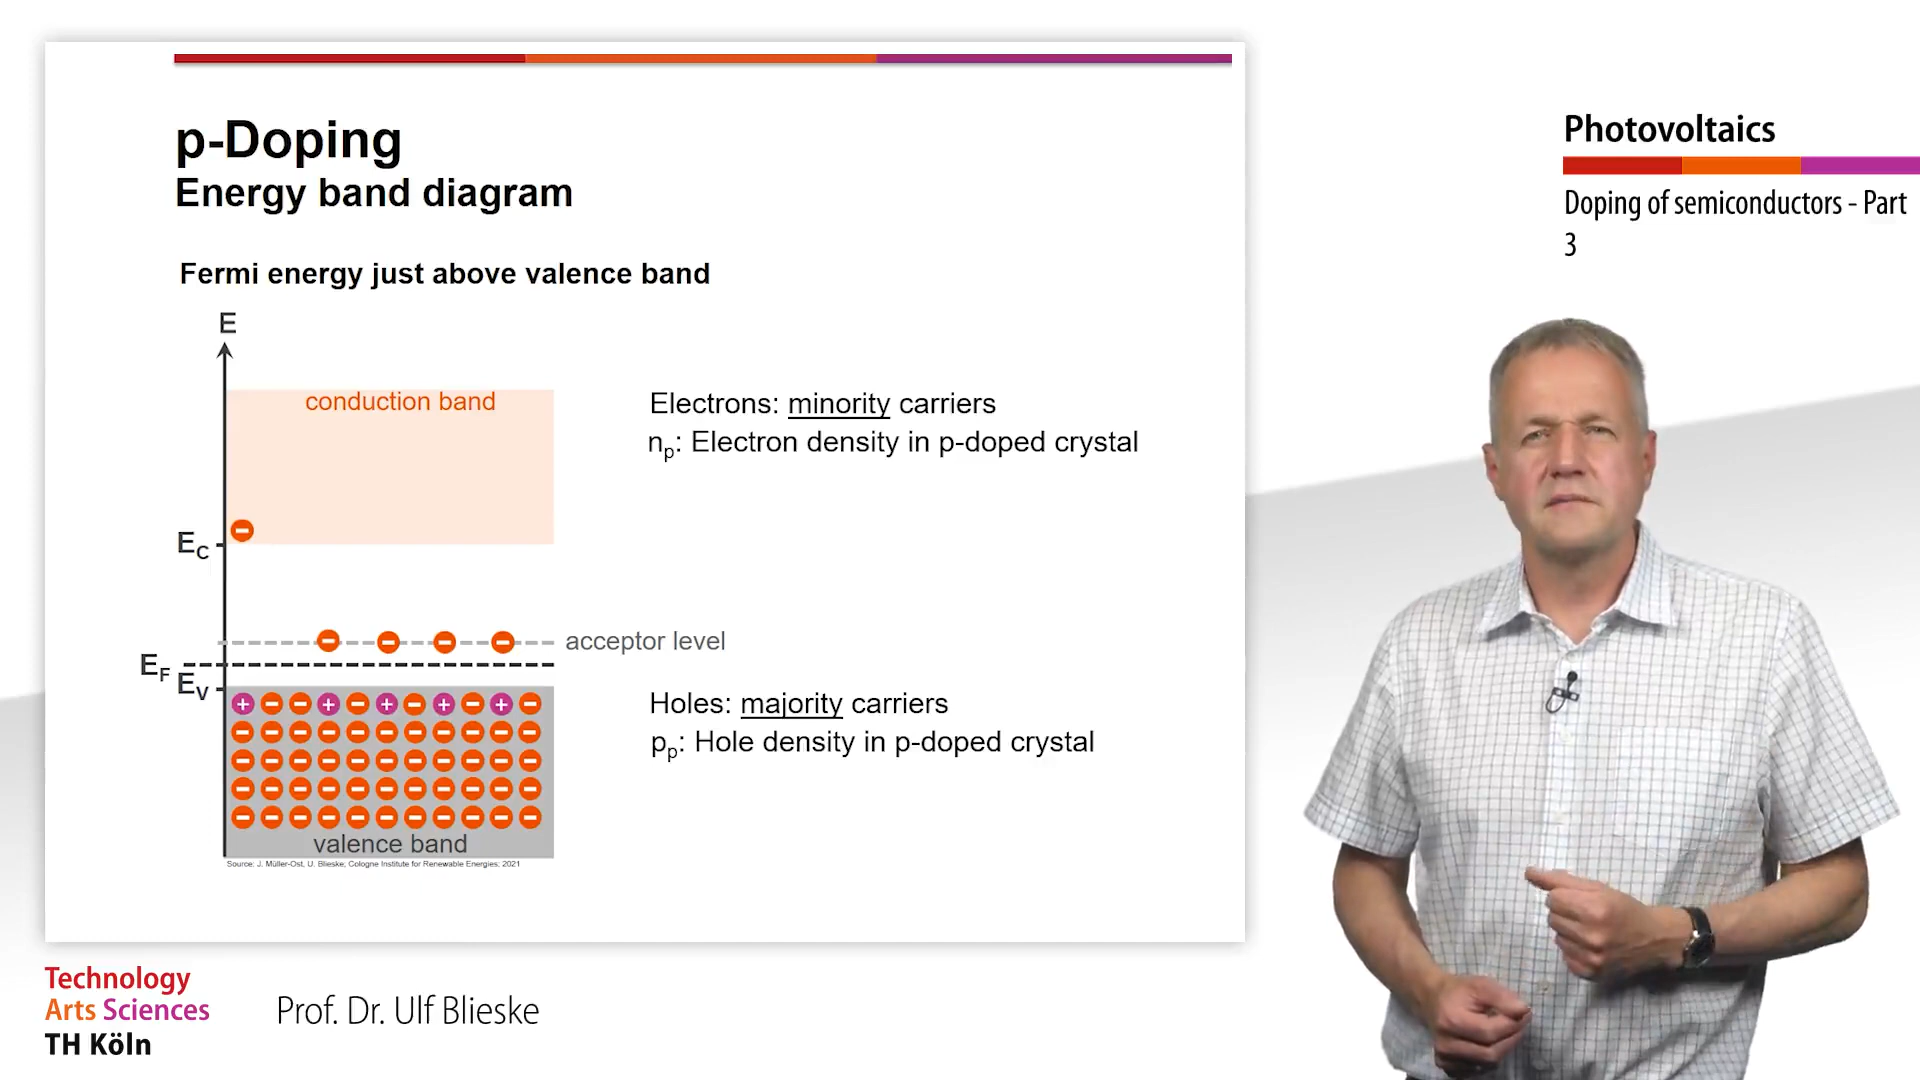 p-Doping
Energy band diagram
Fermi energy just above valence band
E
conduction band
E_C
Electrons: minority carriers
n_p: Electron density in p-doped crystal
acceptor level
E_F
E_V
Holes: majority carriers
p_p: Hole density in p-doped crystal
valence band
Source: J. Müller-Ost, U. Blieske, Cologne Institute for Renewable Energies; 2021
Photovoltaics
Doping of semiconductors - Part
3
Technology
Arts Sciences
TH Köln
Prof. Dr. Ulf Blieske